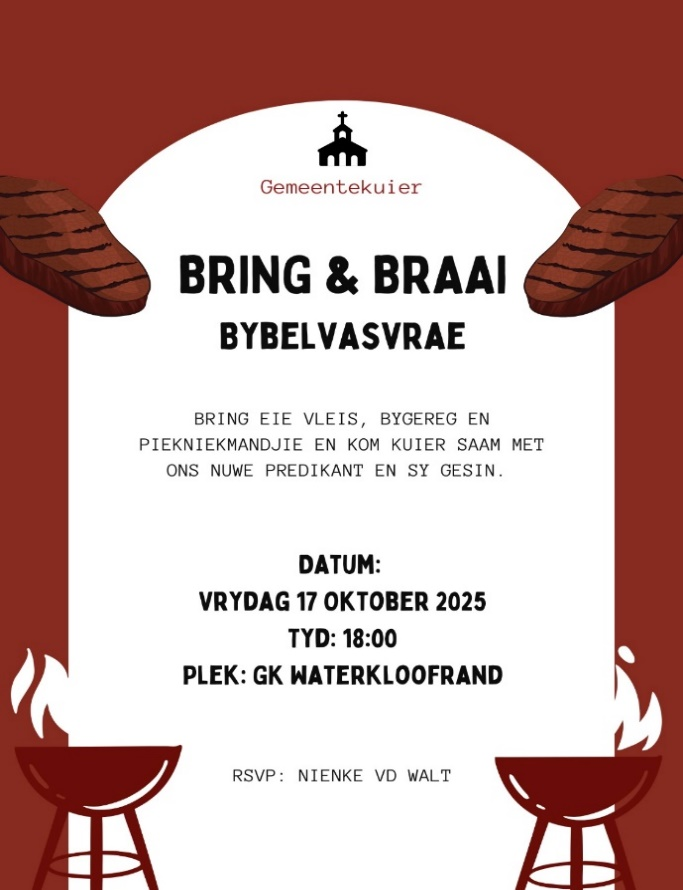 Gemeentekuier
BRING & BRAAI
BYBELVASVRAE
BRING EIE VLEIS, BYGEREG EN
PIEKNIEKMANDJIE EN KOM KUIER SAAM MET
ONS NUWE PREDIKANT EN SY GESIN.
DATUM:
VRYDAG 17 OKTOBER 2025
TYD: 18:00
PLEK: GK WATERKLOOFRAND
RSVP: NIENKE VD WALT